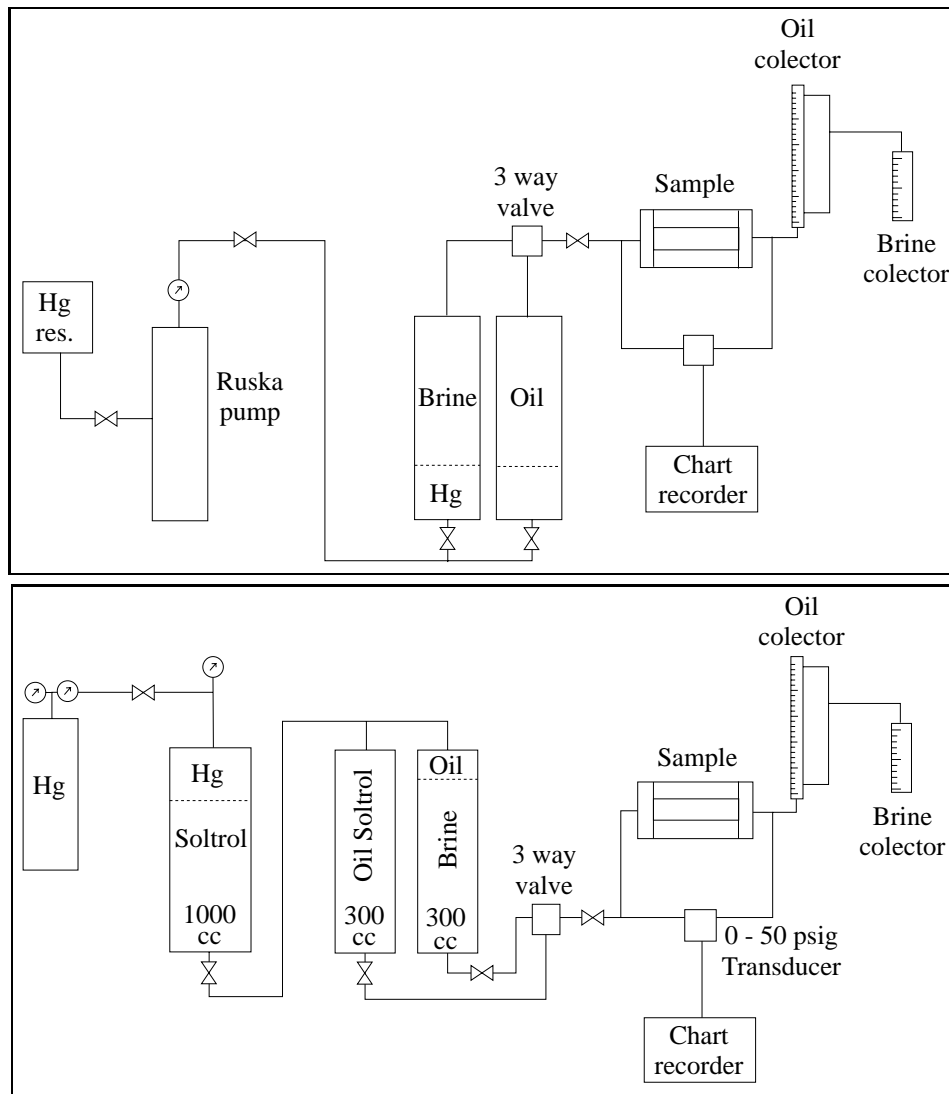 Oil
colector
3 way
valve
Sample
Brine
colector
Hg
res.
Ruska
pump
Brine
Oil
Hg
Chart
recorder
Oil
colector
Hg
Hg
Soltrol
1000
cc
Oil Soltrol
300
cc
Oil
Brine
300
cc
3 way
valve
Sample
Brine
colector
0 - 50 psig
Transducer
Chart
recorder